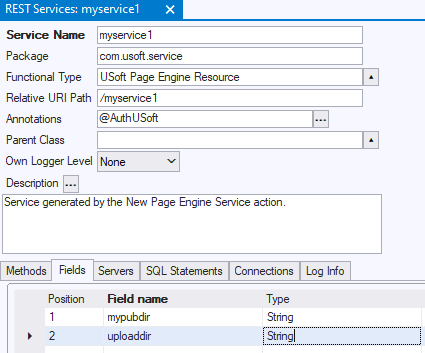 REST Services: myservice1 X
Service Name myservice1
Package com.usoft.service
Functional Type USoft Page Engine Resource
Relative URI Path /myservice1
Annotations @AuthUSoft ...
Parent Class
Own Logger Level None
Description ...
Service generated by the New Page Engine Service action.
Methods Fields Servers SQL Statements Connections Log Info
Position Field name Type
1 mypubdir String
2 uploaddir String